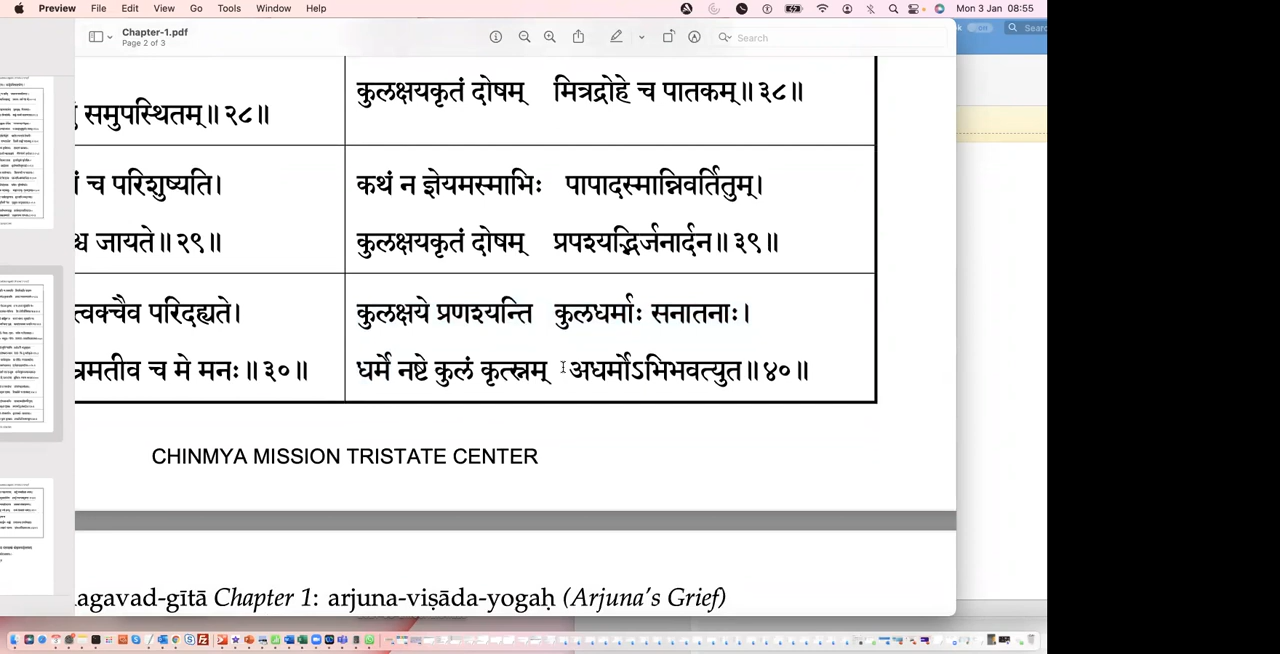 Preview File Edit View Go Tools Window Help Mon 3 Jan 08:55
Chapter-1.pdf
Page 2 of 3
Search
कुलक्षयकृतं दोषम् मित्रद्रोहे च पातकम्॥३८॥
समुपस्थितम्॥२८॥
च परिशुष्यति। कथं न ज्ञेयमस्माभिः पापादस्मान्निवर्तितुम्।
जायते॥२९॥ कुलक्षयकृतं दोषम् प्रपश्यद्भिर्जनार्दन॥३९॥
त्वक्चैव परिदह्यते। कुलक्षये प्रणश्यन्ति कुलधर्माः सनातनाः।
मतीव च मे मनः॥३०॥ धर्मे नष्टे कुलं कृत्स्नम् अधर्मोऽभिभवत्युत॥४०॥
CHINMYA MISSION TRISTATE CENTER
agavad-gītā Chapter 1: arjuna-viṣāda-yogaḥ (Arjuna's Grief)